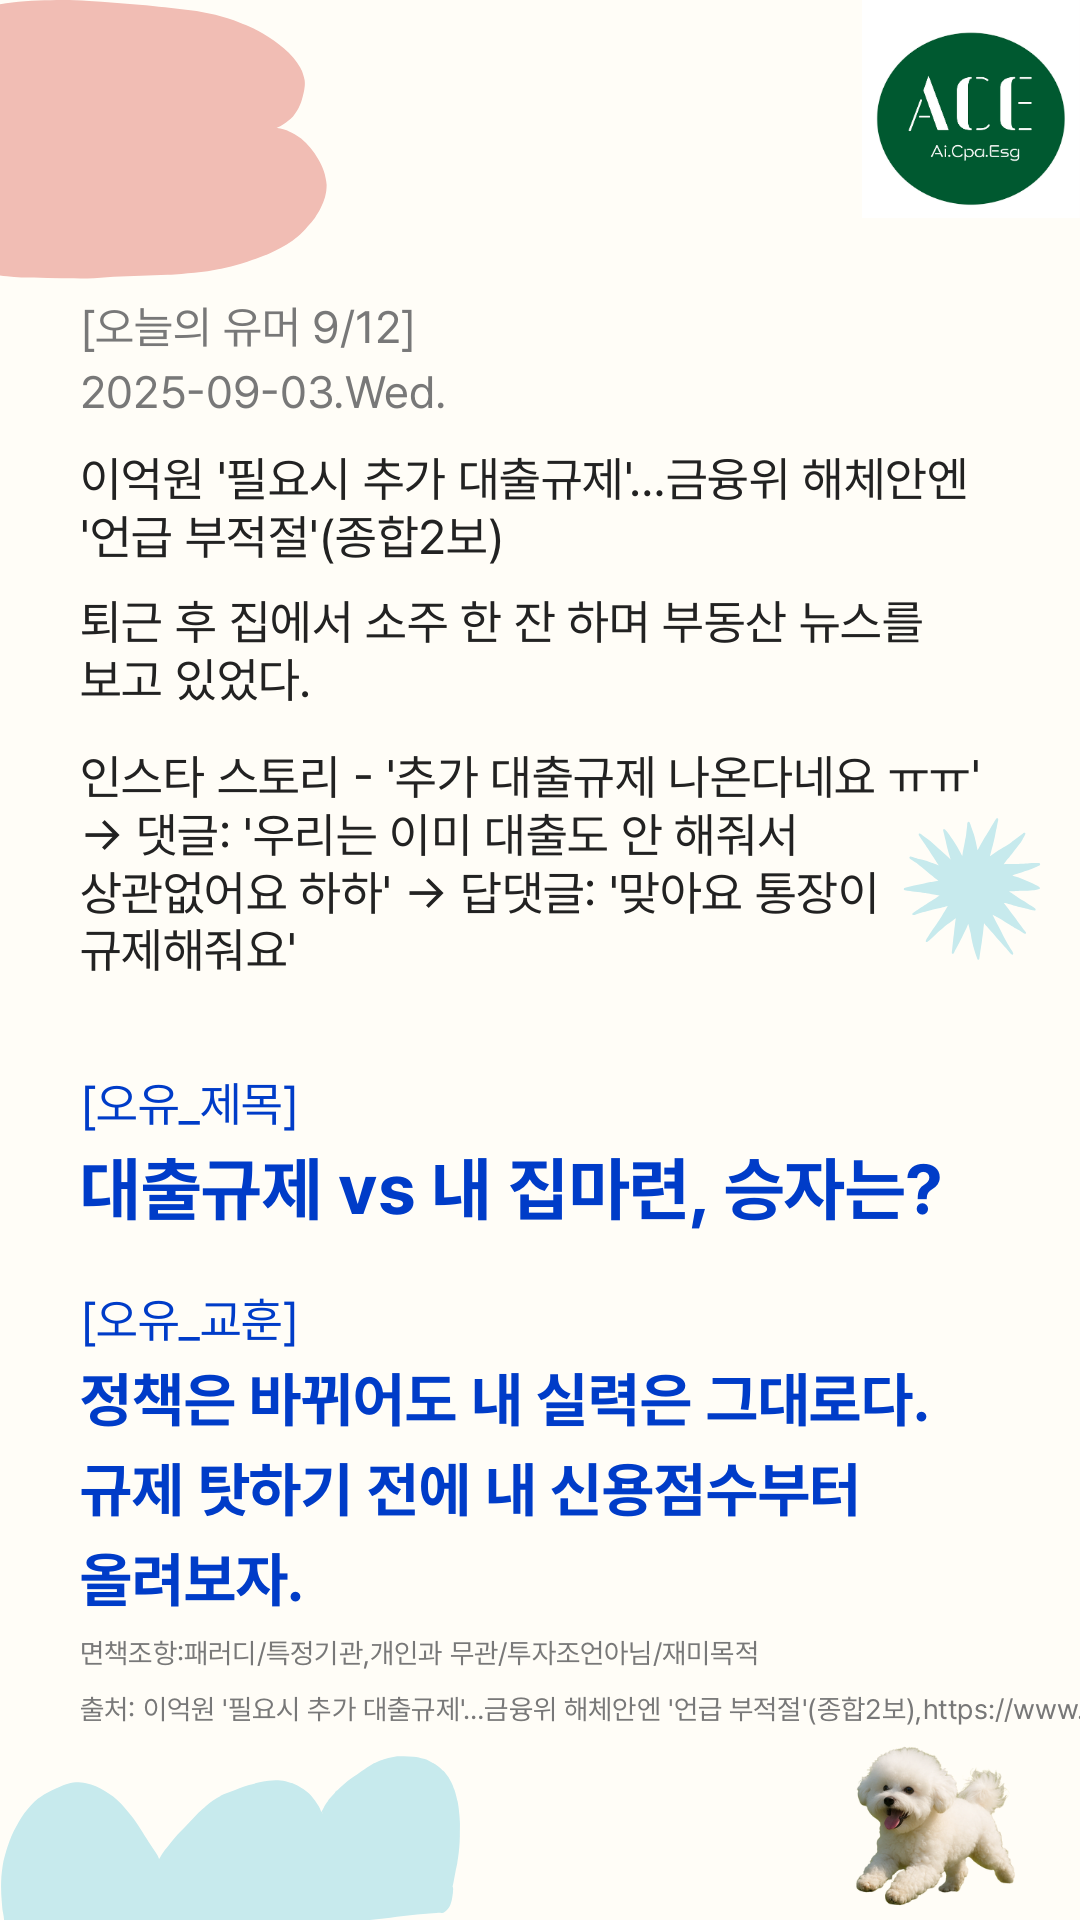 ACE
Ai.Cpa.Esg
[오늘의 유머 9/12]
2025-09-03.Wed.
이억원 '필요시 추가 대출규제'…금융위 해체안엔
'언급 부적절'(종합2보)
퇴근 후 집에서 소주 한 잔 하며 부동산 뉴스를
보고 있었다.
인스타 스토리 - '추가 대출규제 나온다네요 ㅠㅠ'
→ 댓글: '우리는 이미 대출도 안 해줘서
상관없어요 하하' → 답댓글: '맞아요 통장이
규제해줘요'
[오유_제목]
대출규제 vs 내 집마련, 승자는?
[오유_교훈]
정책은 바뀌어도 내 실력은 그대로다.
규제 탓하기 전에 내 신용점수부터
올려보자.
면책조항:패러디/특정기관,개인과 무관/투자조언아님/재미목적
출처: 이억원 '필요시 추가 대출규제'…금융위 해체안엔 '언급 부적절'(종합2보),https://www.